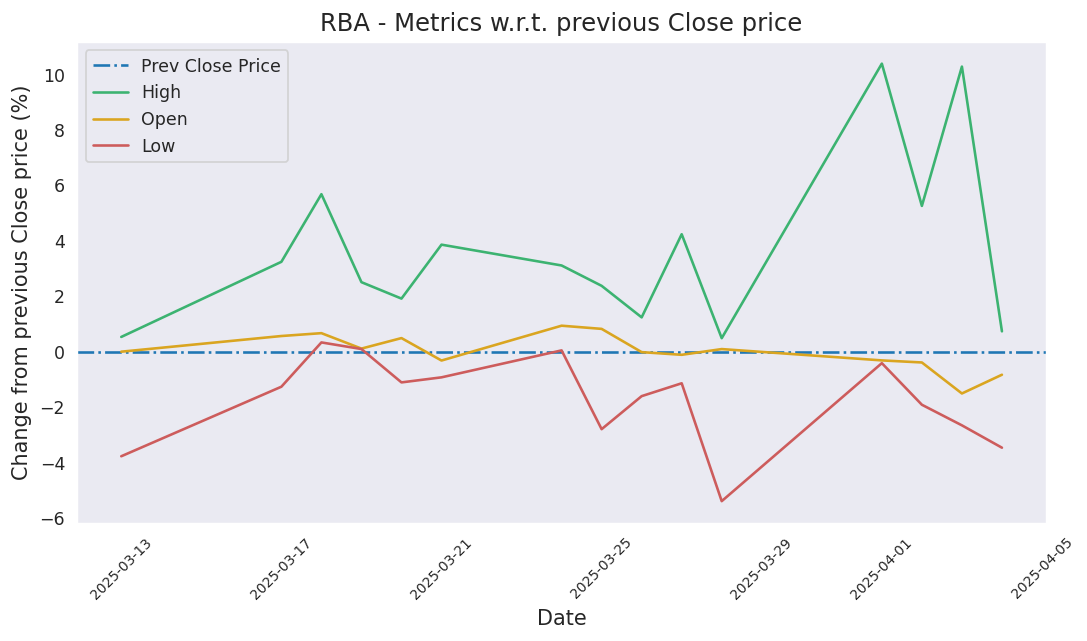 RBA - Metrics w.r.t. previous Close price
Prev Close Price
High
Open
Low
Change from previous Close price (%)
10
8
6
4
2
0
−2
−4
−6
2025-03-13
2025-03-17
2025-03-21
2025-03-25
2025-03-29
2025-04-01
2025-04-05
Date